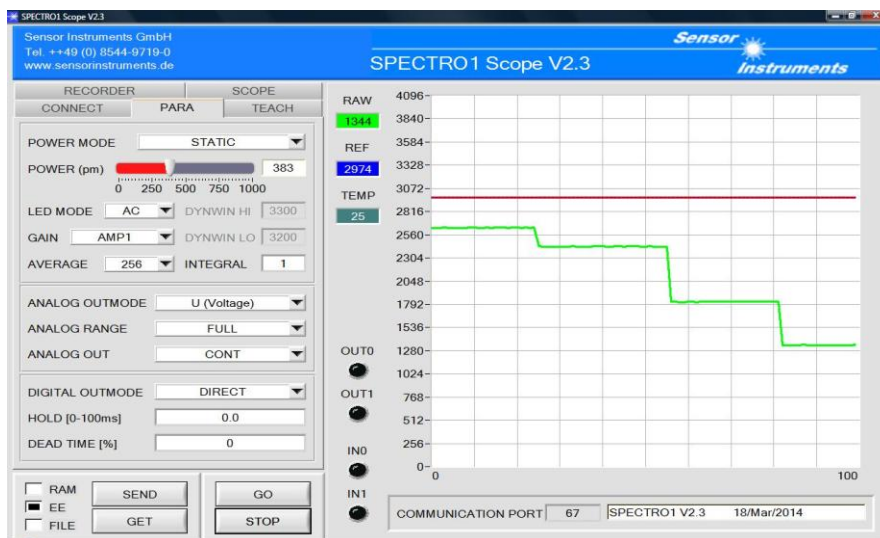 SPECTRO1 Scope V2.3
Sensor Instruments GmbH
Tel. ++49 (0) 8544-9719-0
www.sensorinstruments.de
SPECTRO1 Scope V2.3
Sensor
Instruments
RECORDER SCOPE
CONNECT PARA TEACH
POWER MODE STATIC
POWER (pm) 383
0 250 500 750 1000
LED MODE AC DYNWIN HI 3300
GAIN AMP1 DYNWIN LO 3200
AVERAGE 256 INTEGRAL 1
ANALOG OUTMODE U (Voltage)
ANALOG RANGE FULL
ANALOG OUT CONT
DIGITAL OUTMODE DIRECT
HOLD [0-100ms] 0.0
DEAD TIME [%] 0
RAM
EE
FILE
SEND GO
GET STOP
RAW
1344
REF
2974
TEMP
25
OUT0
OUT1
IN0
IN1
4096
3840
3584
3328
3072
2816
2560
2304
2048
1792
1536
1280
1024
768
512
256
0
0 100
COMMUNICATION PORT 67 SPECTRO1 V2.3 18/Mar/2014